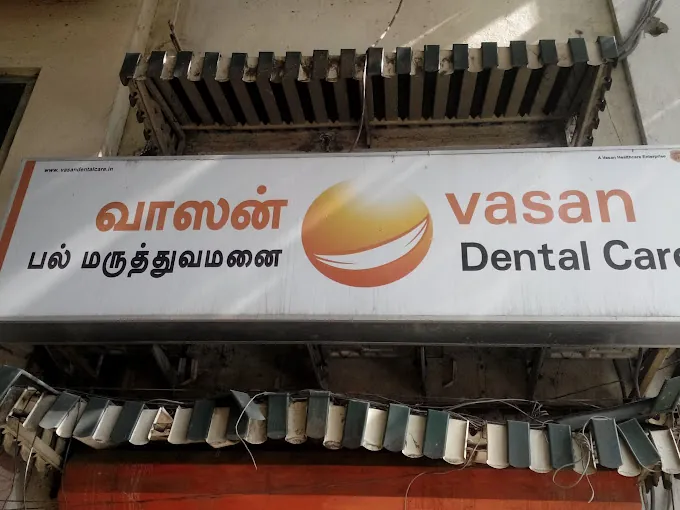 www.vasandentalcare.in
A Vasan Healthcare Enterprise
வாஸன்
பல் மருத்துவமனை
vasan
Dental Care